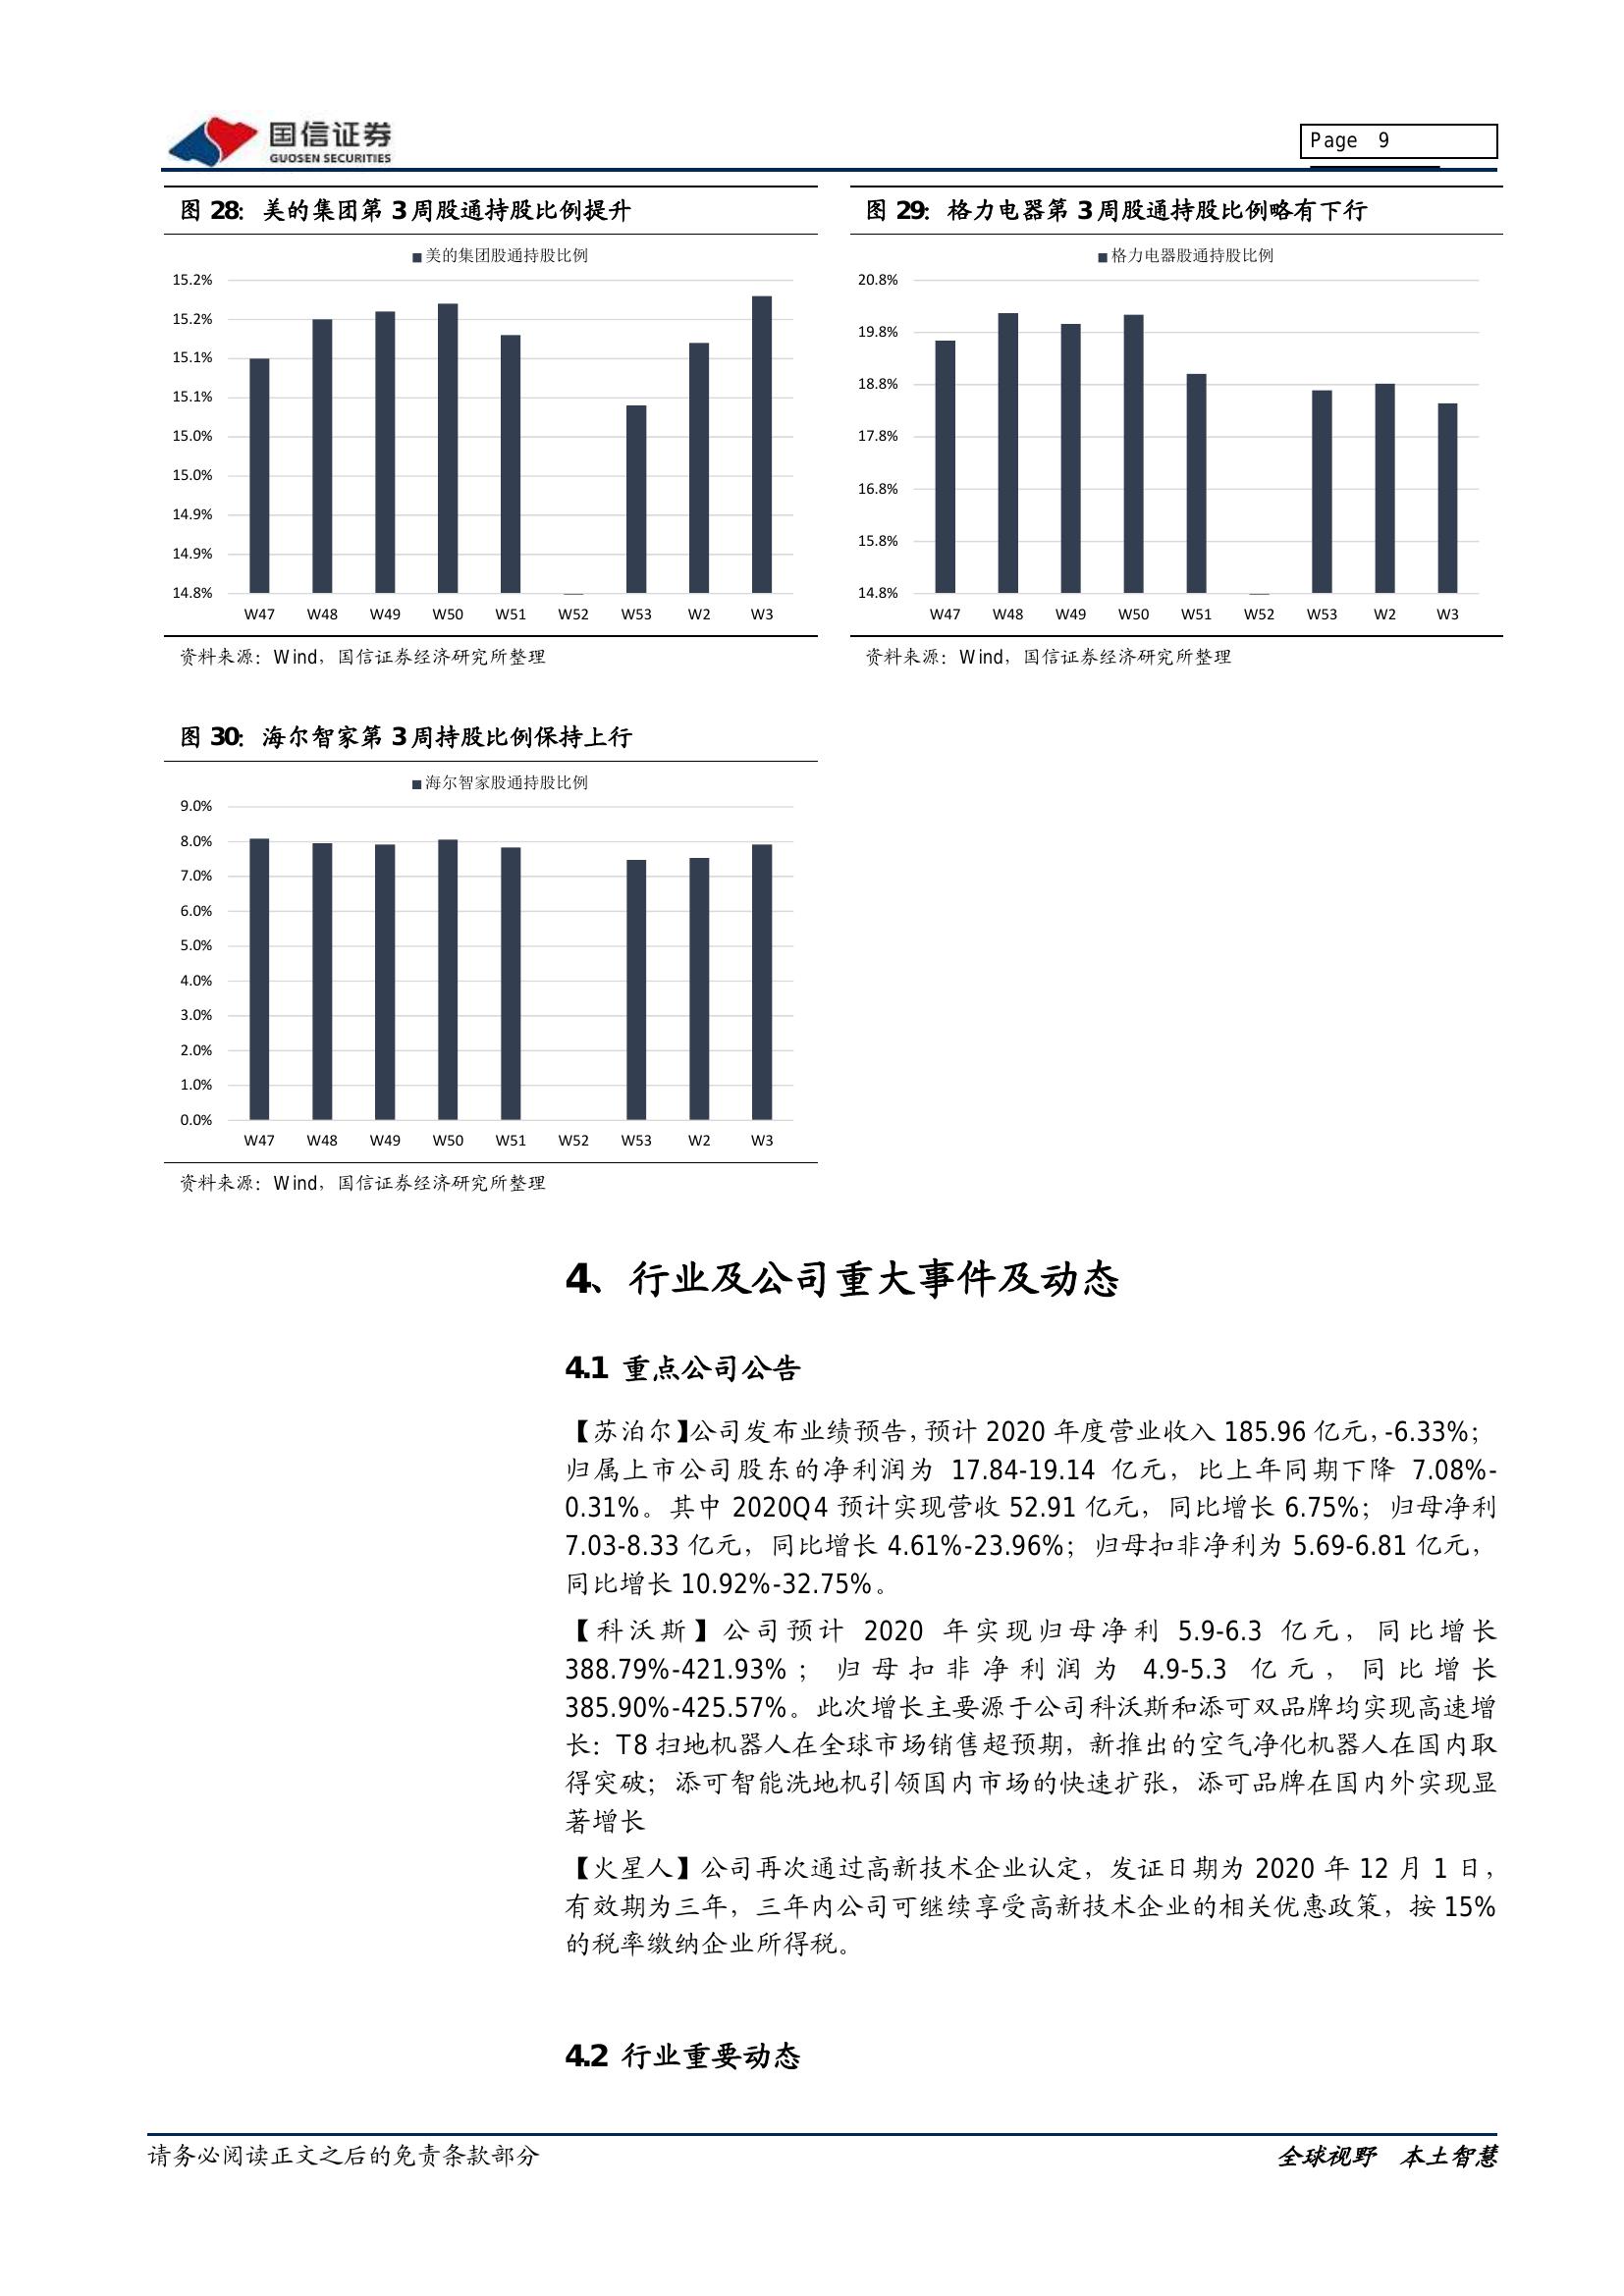 国信证券
GUOSEN SECURITIES
Page 9
图 28：美的集团第 3 周股通持股比例提升
美的集团股通持股比例
15.2%
15.2%
15.1%
15.1%
15.0%
15.0%
14.9%
14.9%
14.8%
W47 W48 W49 W50 W51 W52 W53 W2 W3
资料来源：Wind，国信证券经济研究所整理
图 29：格力电器第 3 周股通持股比例略有下行
格力电器股通持股比例
20.8%
19.8%
18.8%
17.8%
16.8%
15.8%
14.8%
W47 W48 W49 W50 W51 W52 W53 W2 W3
资料来源：Wind，国信证券经济研究所整理
图 30：海尔智家第 3 周持股比例保持上行
海尔智家股通持股比例
9.0%
8.0%
7.0%
6.0%
5.0%
4.0%
3.0%
2.0%
1.0%
0.0%
W47 W48 W49 W50 W51 W52 W53 W2 W3
资料来源：Wind，国信证券经济研究所整理
4、行业及公司重大事件及动态
4.1 重点公司公告
【苏泊尔】公司发布业绩预告，预计 2020 年度营业收入 185.96 亿元，-6.33%；
归属上市公司股东的净利润为 17.84-19.14 亿元，比上年同期下降 7.08%-
0.31%。其中 2020Q4 预计实现营收 52.91 亿元，同比增长 6.75%；归母净利
7.03-8.33 亿元，同比增长 4.61%-23.96%；归母扣非净利为 5.69-6.81 亿元，
同比增长 10.92%-32.75%。
【科沃斯】公司预计 2020 年实现归母净利 5.9-6.3 亿元，同比增长
388.79%-421.93%；归母扣非净利润为 4.9-5.3 亿元，同比增长
385.90%-425.57%。此次增长主要源于公司科沃斯和添可双品牌均实现高速增
长：T8 扫地机器人在全球市场销售超预期，新推出的空气净化机器人在国内取
得突破；添可智能洗地机引领国内市场的快速扩张，添可品牌在国内外实现显
著增长
【火星人】公司再次通过高新技术企业认定，发证日期为 2020 年 12 月 1 日，
有效期为三年，三年内公司可继续享受高新技术企业的相关优惠政策，按 15%
的税率缴纳企业所得税。
4.2 行业重要动态
请务必阅读正文之后的免责条款部分
全球视野 本土智慧